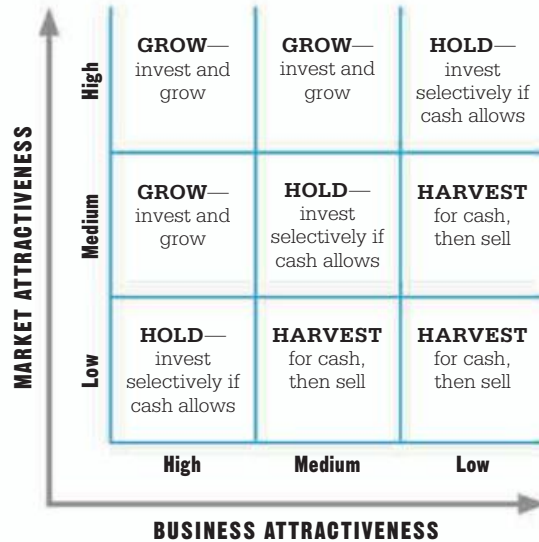 MARKET ATTRACTIVENESS
High
GROW—
invest and
grow
GROW—
invest and
grow
HOLD—
invest
selectively if
cash allows
Medium
GROW—
invest and
grow
HOLD—
invest
selectively if
cash allows
HARVEST
for cash,
then sell
Low
HOLD—
invest
selectively if
cash allows
HARVEST
for cash,
then sell
HARVEST
for cash,
then sell
High
Medium
Low
BUSINESS ATTRACTIVENESS